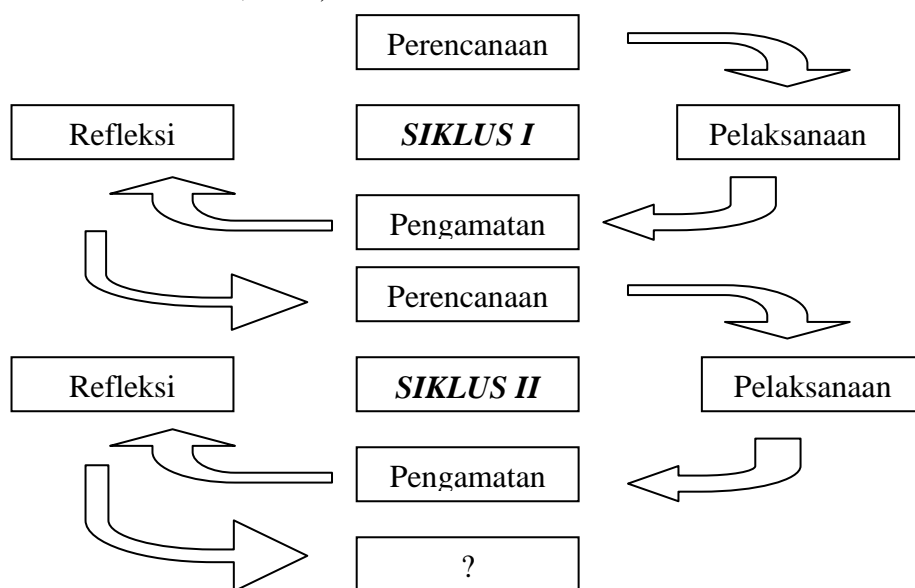 Perencanaan
Refleksi
SIKLUS I
Pelaksanaan
Pengamatan
Perencanaan
Refleksi
SIKLUS II
Pelaksanaan
Pengamatan
?